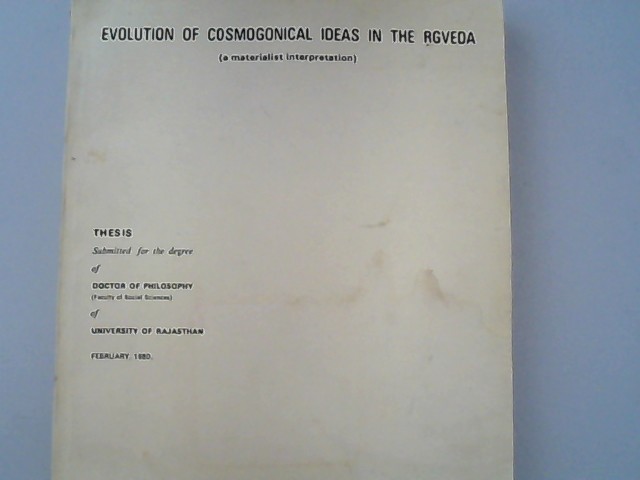 EVOLUTION OF COSMOGONICAL IDEAS IN THE ṚGVEDA
(a materialist interpretation)
THESIS
Submitted for the degree
of
DOCTOR OF PHILOSOPHY
(Faculty of Social Sciences)
of
UNIVERSITY OF RAJASTHAN
FEBRUARY, 1980.